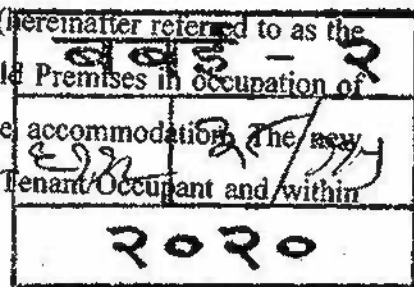 (hereinafter referred to as the
बबइ - २
ld Premises in occupation of
e accommodation. The new
Tenant/Occupant and within
२०२०